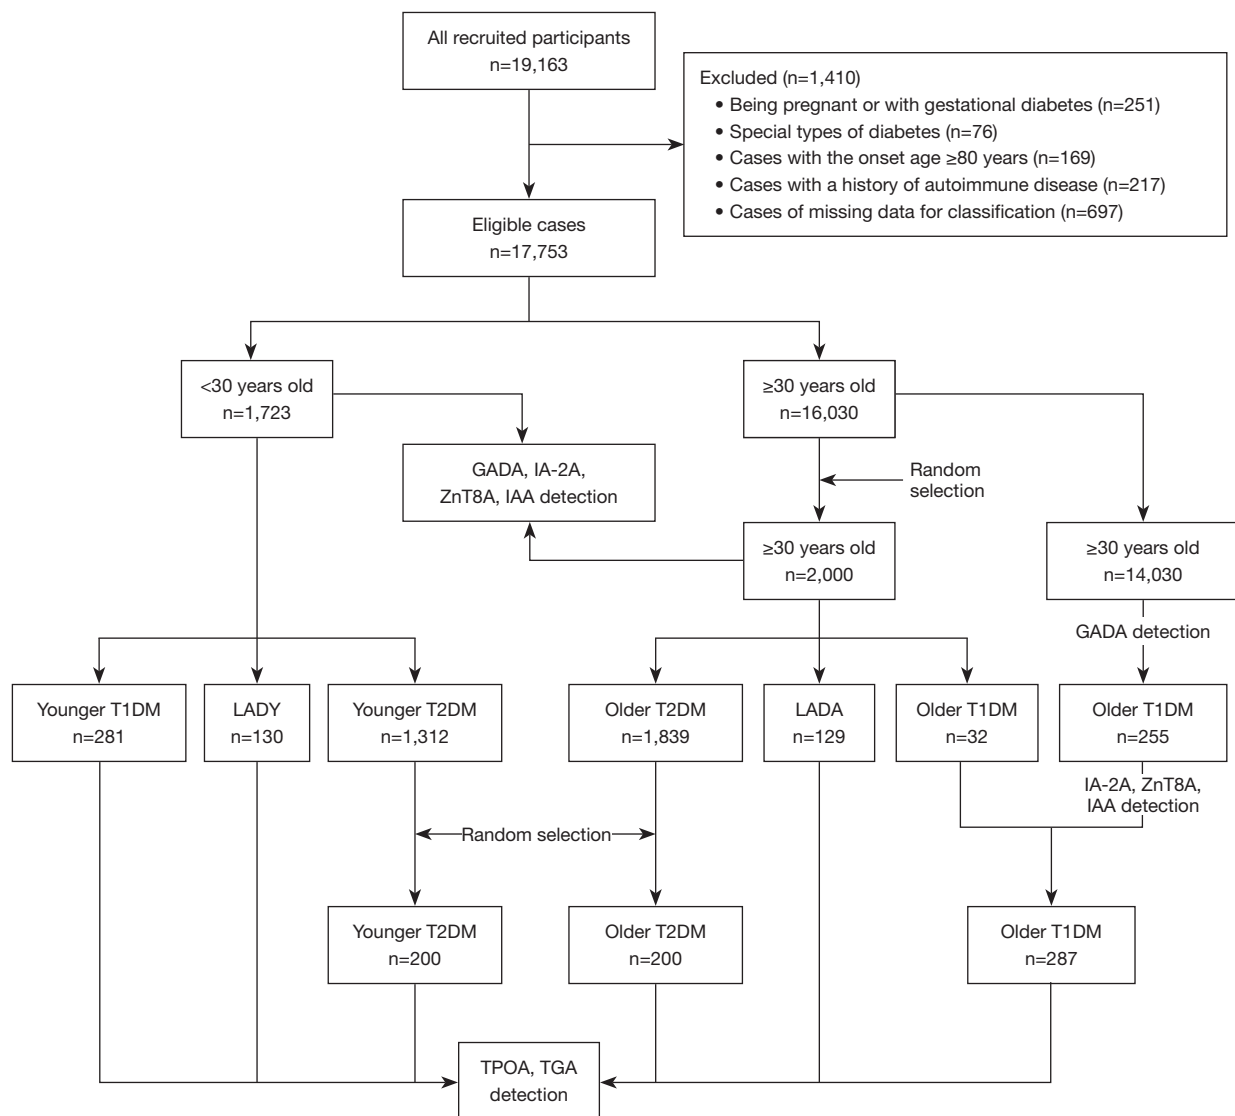 All recruited participants
n=19,163
Excluded (n=1,410)
• Being pregnant or with gestational diabetes (n=251)
• Special types of diabetes (n=76)
• Cases with the onset age ≥80 years (n=169)
• Cases with a history of autoimmune disease (n=217)
• Cases of missing data for classification (n=697)
Eligible cases
n=17,753
<30 years old
n=1,723
≥30 years old
n=16,030
GADA, IA-2A,
ZnT8A, IAA detection
Random
selection
≥30 years old
n=2,000
≥30 years old
n=14,030
GADA detection
Younger T1DM
n=281
LADY
n=130
Younger T2DM
n=1,312
Older T2DM
n=1,839
LADA
n=129
Older T1DM
n=32
Older T1DM
n=255
IA-2A, ZnT8A,
IAA detection
Random selection
Younger T2DM
n=200
Older T2DM
n=200
Older T1DM
n=287
TPOA, TGA
detection